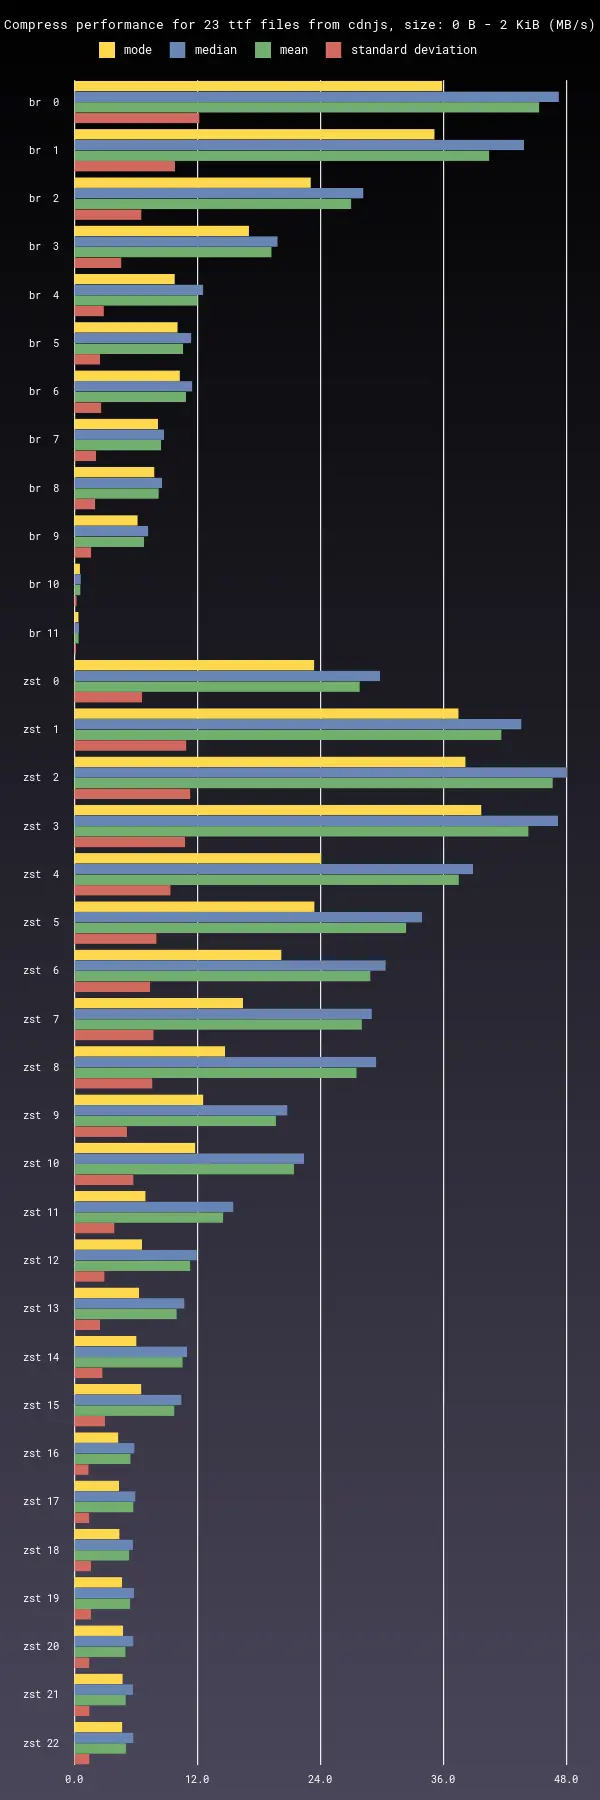 Compress performance for 23 ttf files from cdnjs, size: 0 B - 2 KiB (MB/s)
mode median mean standard deviation
br 0
br 1
br 2
br 3
br 4
br 5
br 6
br 7
br 8
br 9
br 10
br 11
zst 0
zst 1
zst 2
zst 3
zst 4
zst 5
zst 6
zst 7
zst 8
zst 9
zst 10
zst 11
zst 12
zst 13
zst 14
zst 15
zst 16
zst 17
zst 18
zst 19
zst 20
zst 21
zst 22
0.0 12.0 24.0 36.0 48.0